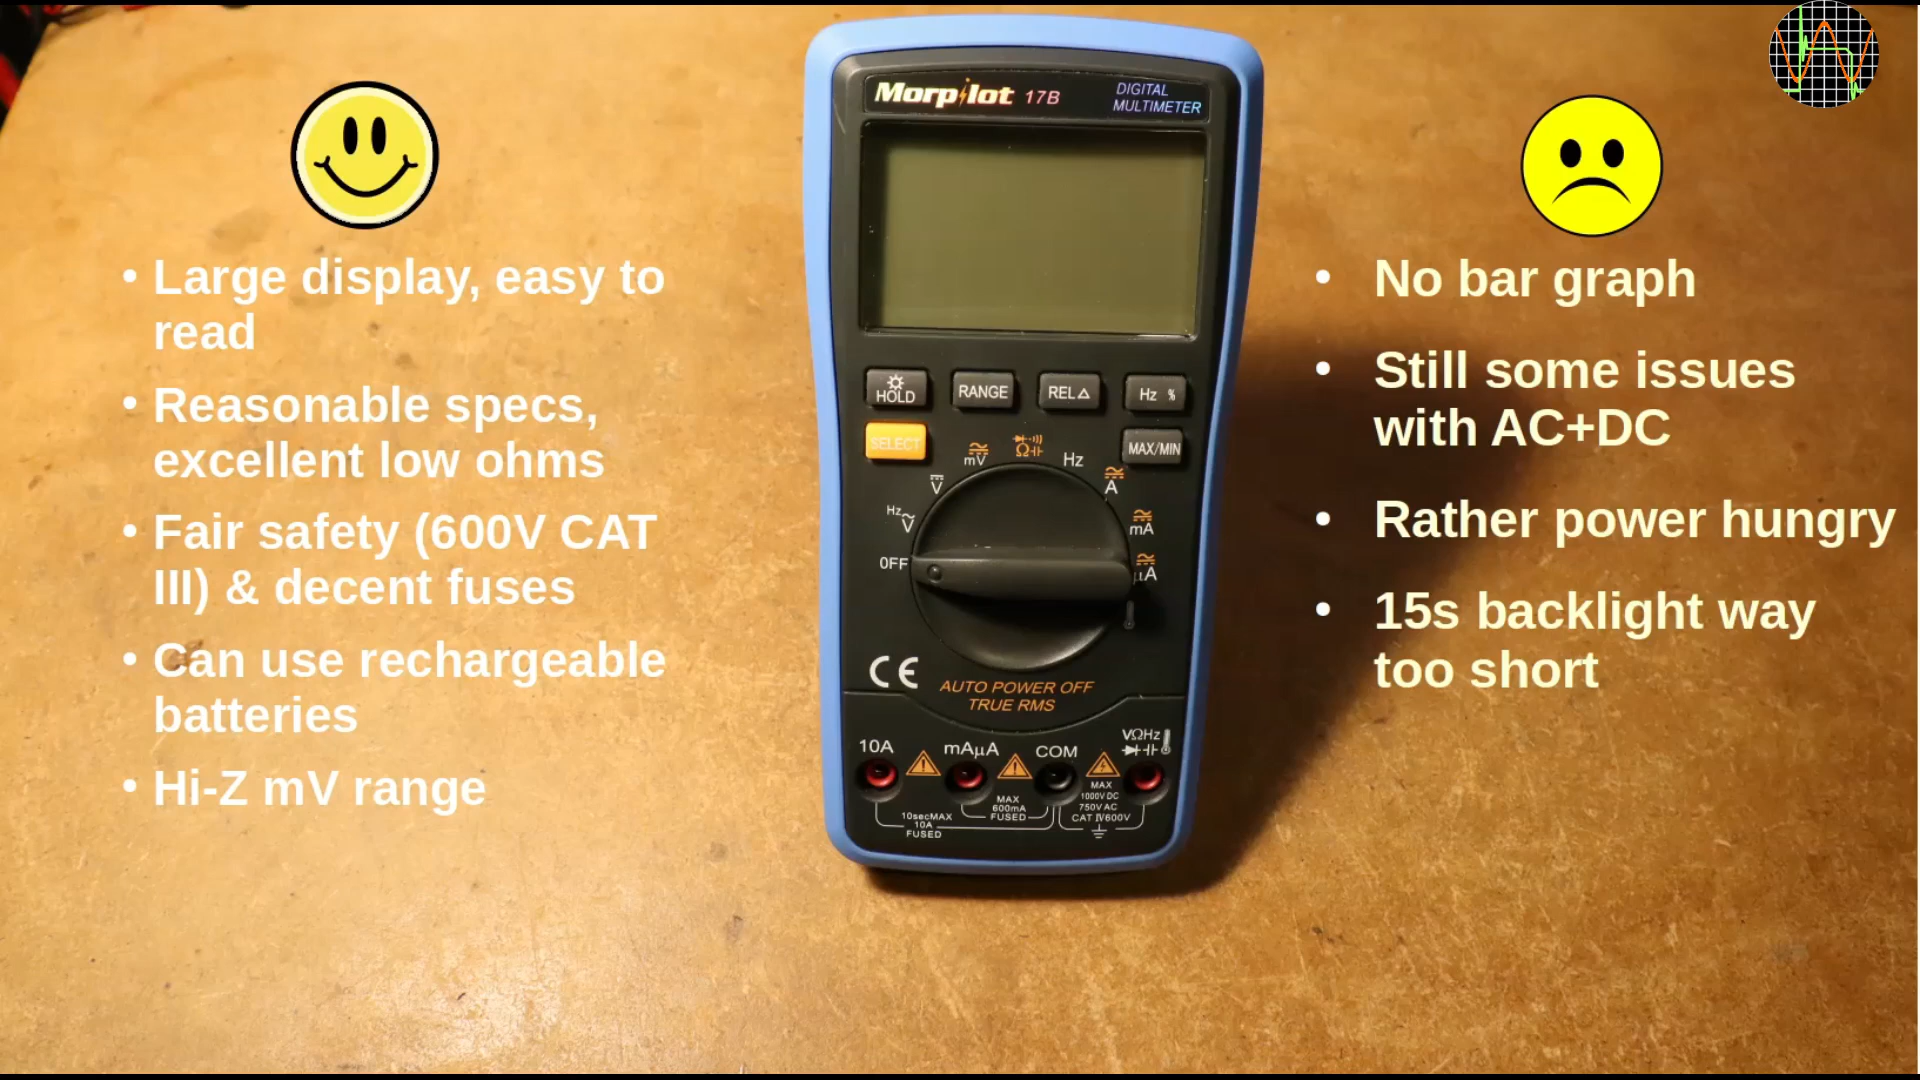 Morpilot 17B
DIGITAL
MULTIMETER
• Large display, easy to
read
• Reasonable specs,
excellent low ohms
• Fair safety (600V CAT
III) & decent fuses
• Can use rechargeable
batteries
• Hi-Z mV range
HOLD
RANGE
REL△
Hz %
SELECT
MAX/MIN
mV
Ω
Hz
V
A
Hz
V
mA
OFF
µA
CE
AUTO POWER OFF
TRUE RMS
10A
mAµA
COM
VΩHz
10secMAX
10A
FUSED
MAX
600mA
FUSED
MAX
1000V DC
750V AC
CAT IV600V
• No bar graph
• Still some issues
with AC+DC
• Rather power hungry
• 15s backlight way
too short